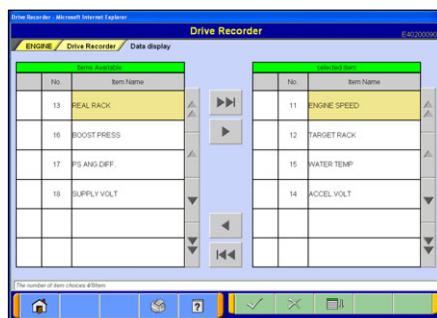 Drive Recorder - Microsoft Internet Explorer
Drive Recorder
E40200090
ENGINE
Drive Recorder
Data display
Items Available
No. Item Name
13 REAL RACK
16 BOOST PRESS
17 PS ANG.DIFF.
18 SUPPLY VOLT
selected item
No. Item Name
11 ENGINE SPEED
12 TARGET RACK
15 WATER TEMP
14 ACCEL VOLT
The number of item choices 4/8Item
?